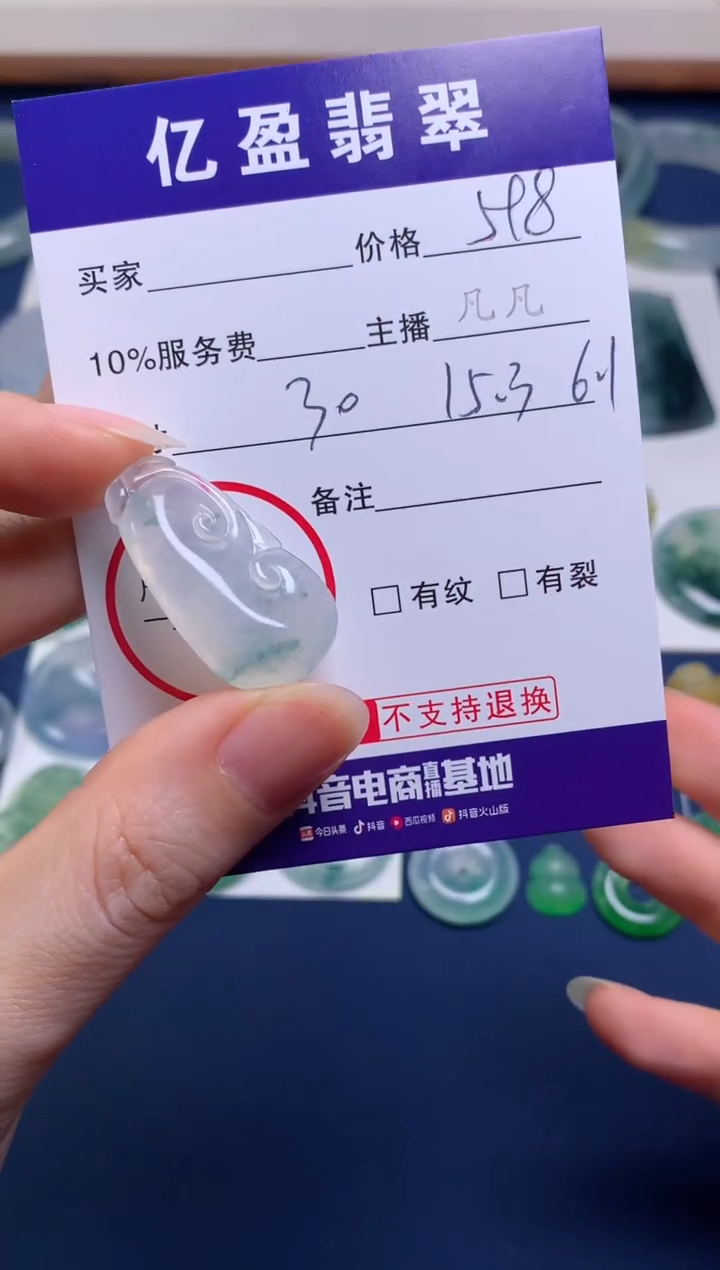 亿盈翡翠
买家 价格 598
10%服务费 主播 凡凡
寸 30 15.3 6.1
备注
有纹 有裂
不支持退换
抖音电商直播基地
今日头条 抖音 西瓜视频 抖音火山版